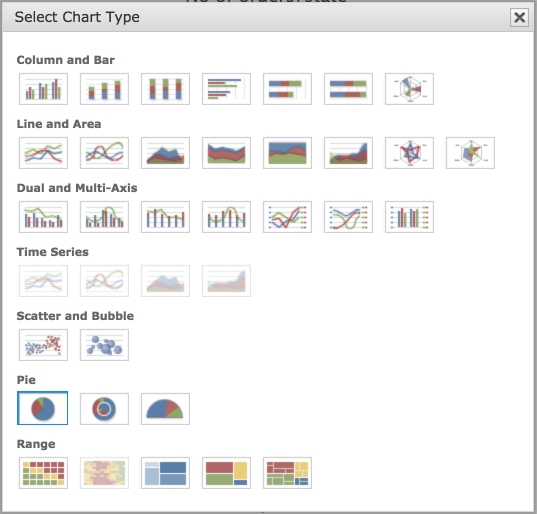 Select Chart Type
Column and Bar
Line and Area
Dual and Multi-Axis
Time Series
Scatter and Bubble
Pie
Range